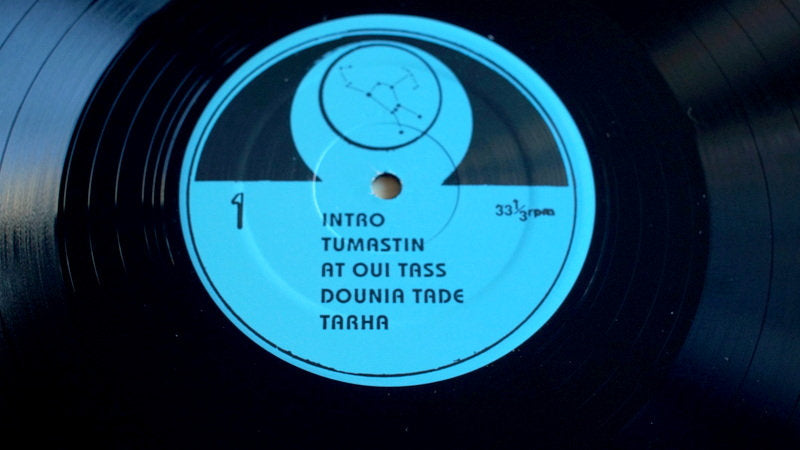 1
33⅓rpm
INTRO
TUMASTIN
AT OUI TASS
DOUNIA TADE
TARHA